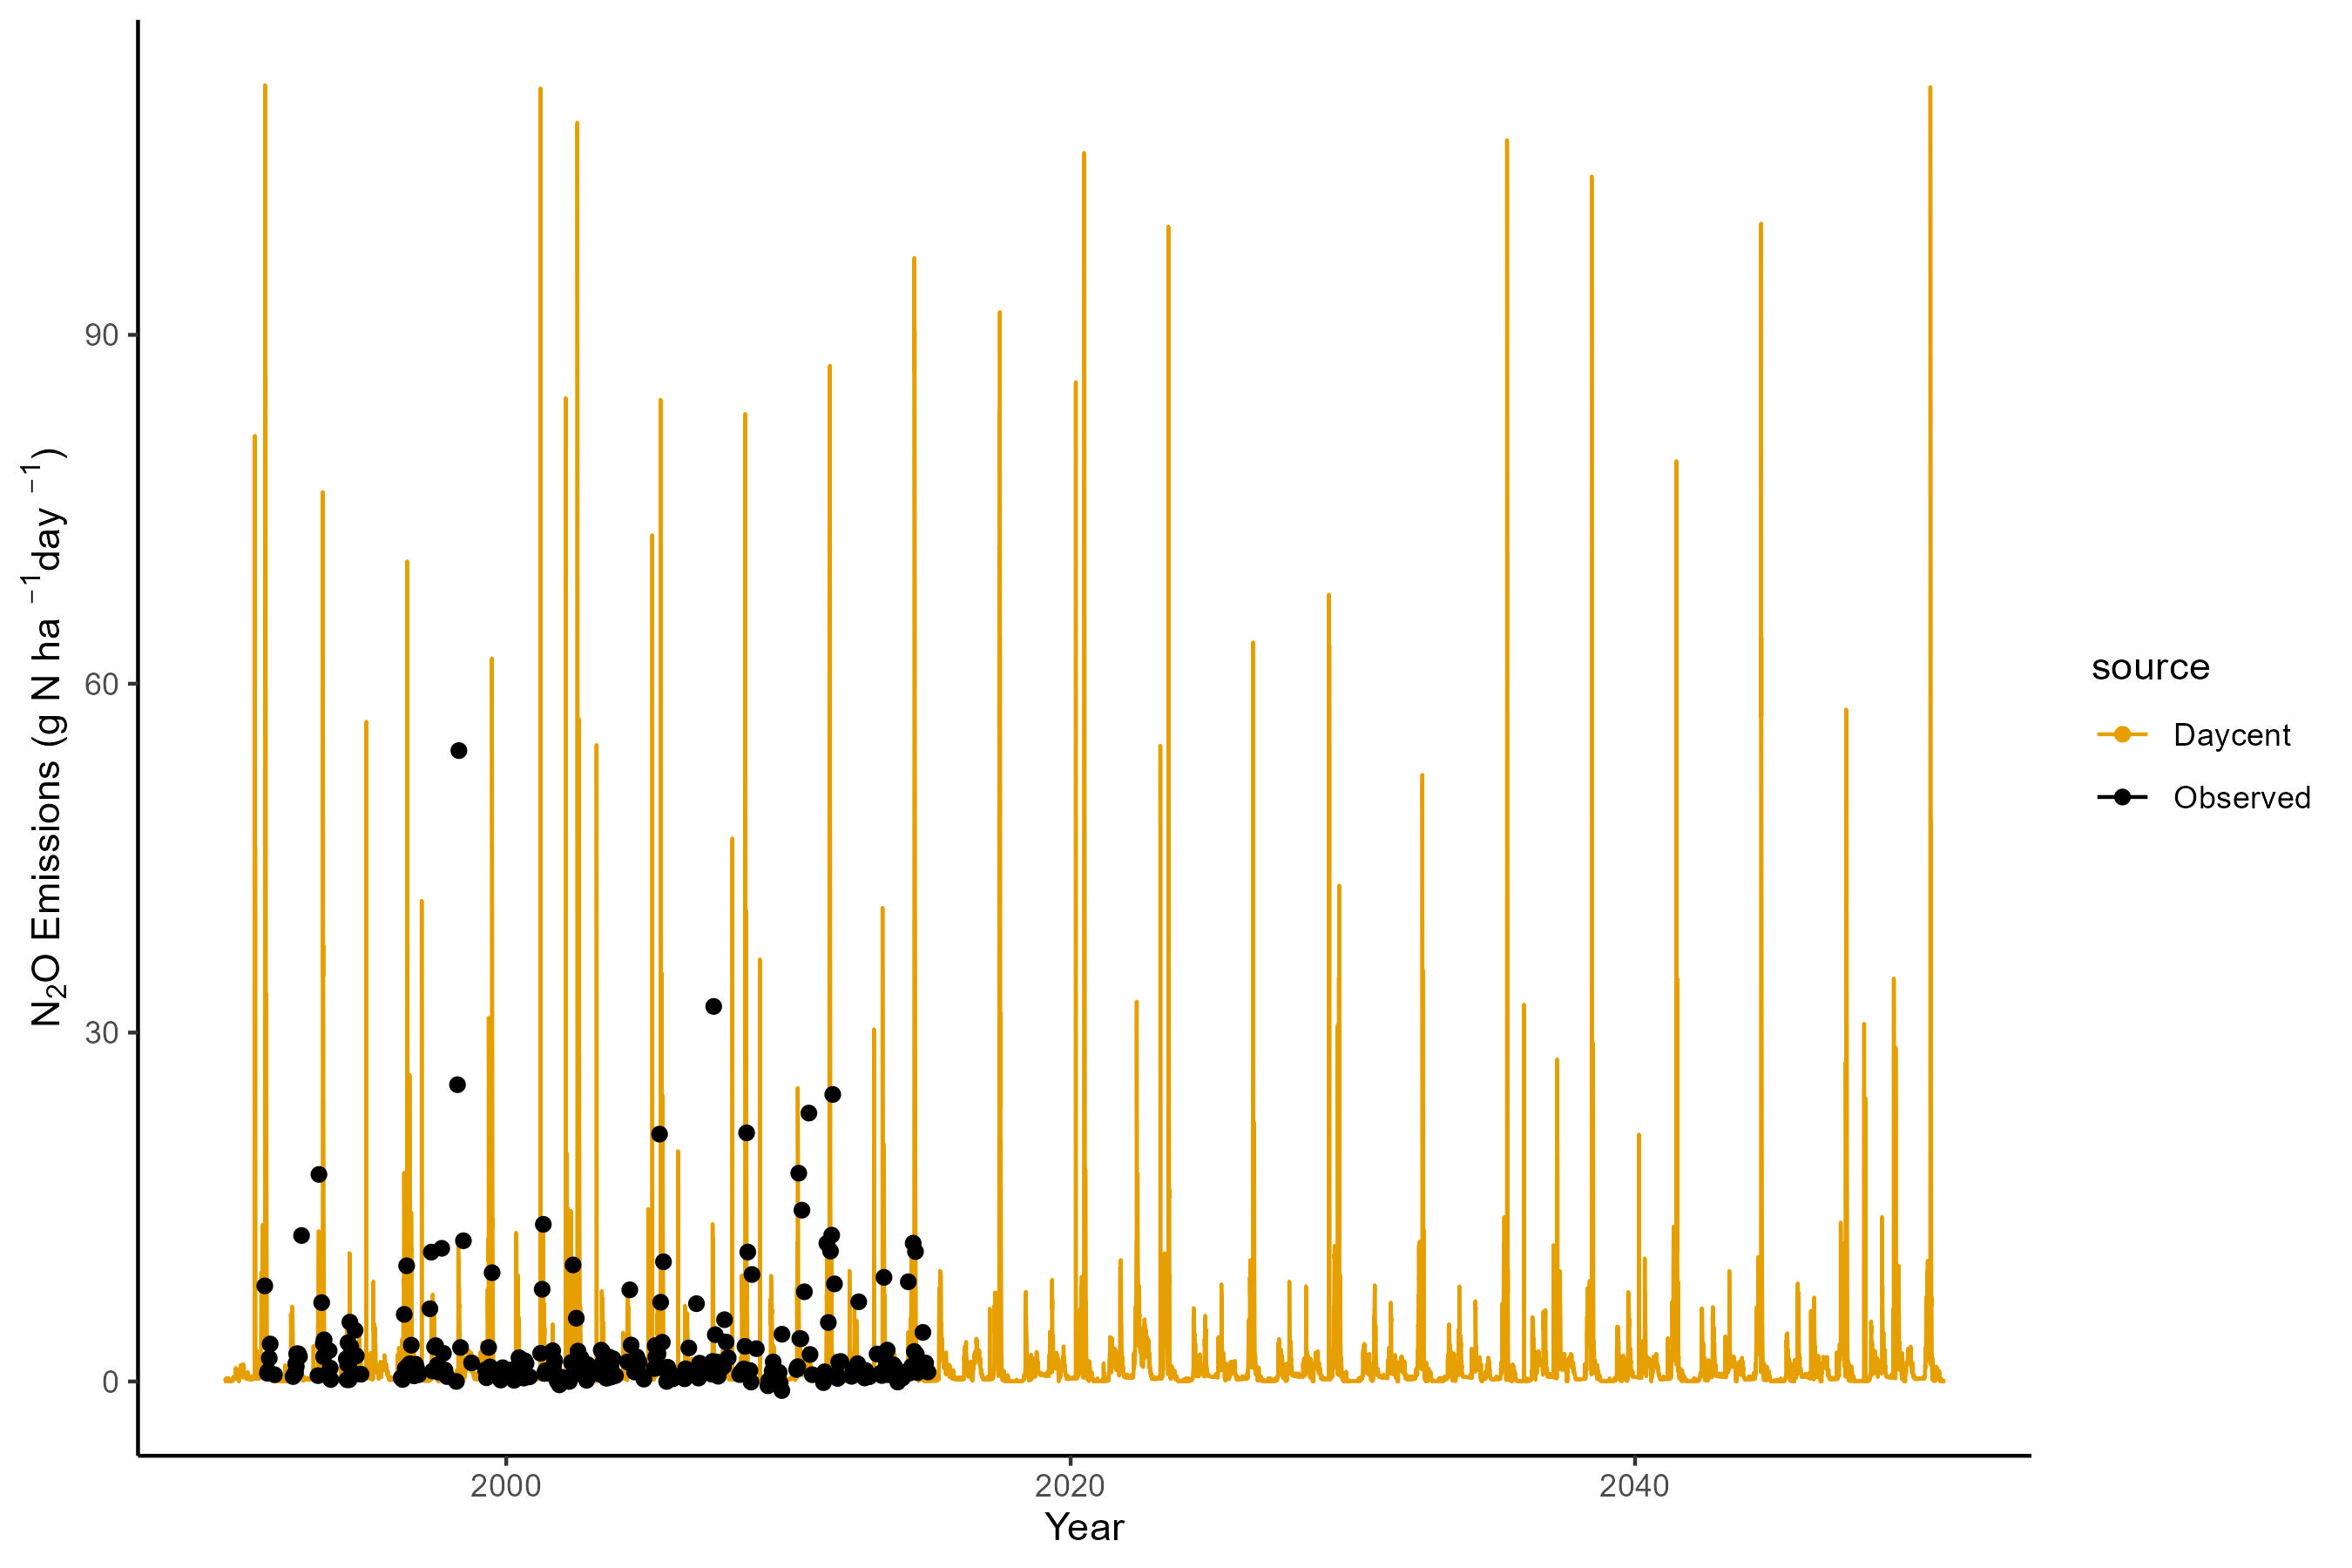 N₂O Emissions (g N ha ⁻¹day ⁻¹)
90
60
30
0
2000
2020
2040
Year
source
Daycent
Observed